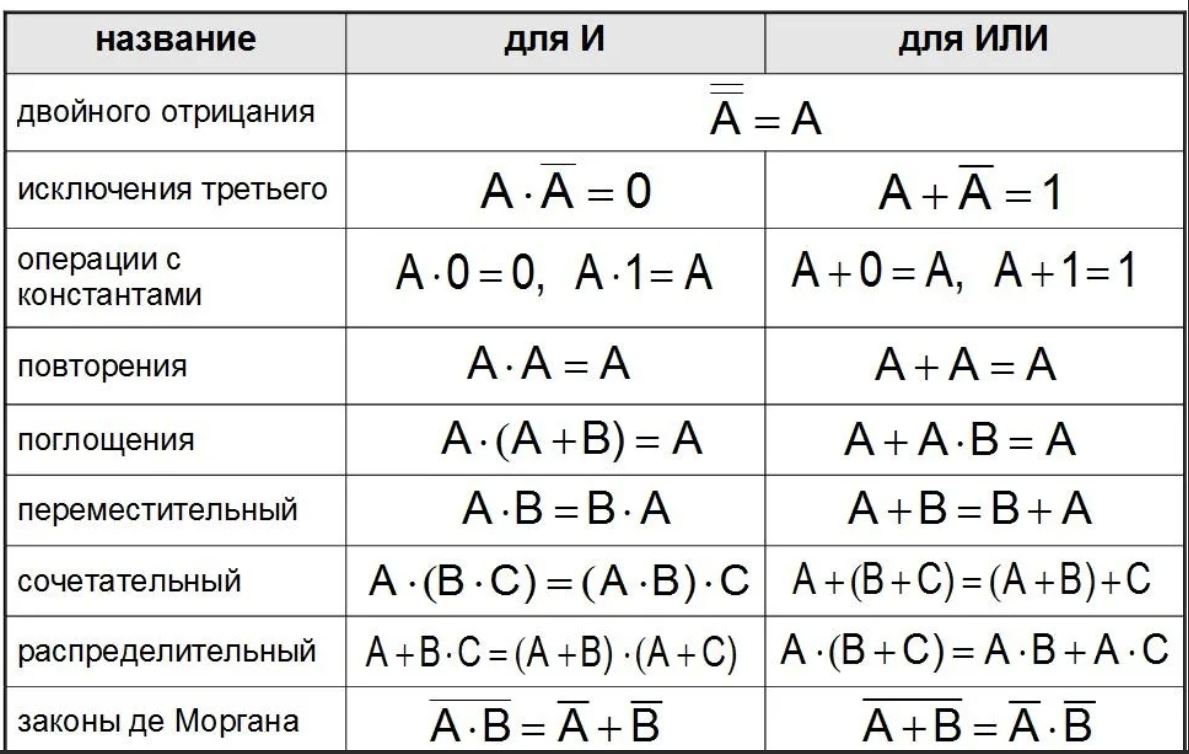 название для И для ИЛИ
двойного отрицания A̿ = A
исключения третьего A · A̅ = 0 A + A̅ = 1
операции с
константами A · 0 = 0, A · 1 = A A + 0 = A, A + 1 = 1
повторения A · A = A A + A = A
поглощения A · (A + B) = A A + A · B = A
переместительный A · B = B · A A + B = B + A
сочетательный A · (B · C) = (A · B) · C A + (B + C) = (A + B) + C
распределительный A + B · C = (A + B) · (A + C) A · (B + C) = A · B + A · C
законы де Моргана A̅ ̅·̅ ̅B̅ = A̅ + B̅ A̅ ̅+̅ ̅B̅ = A̅ · B̅